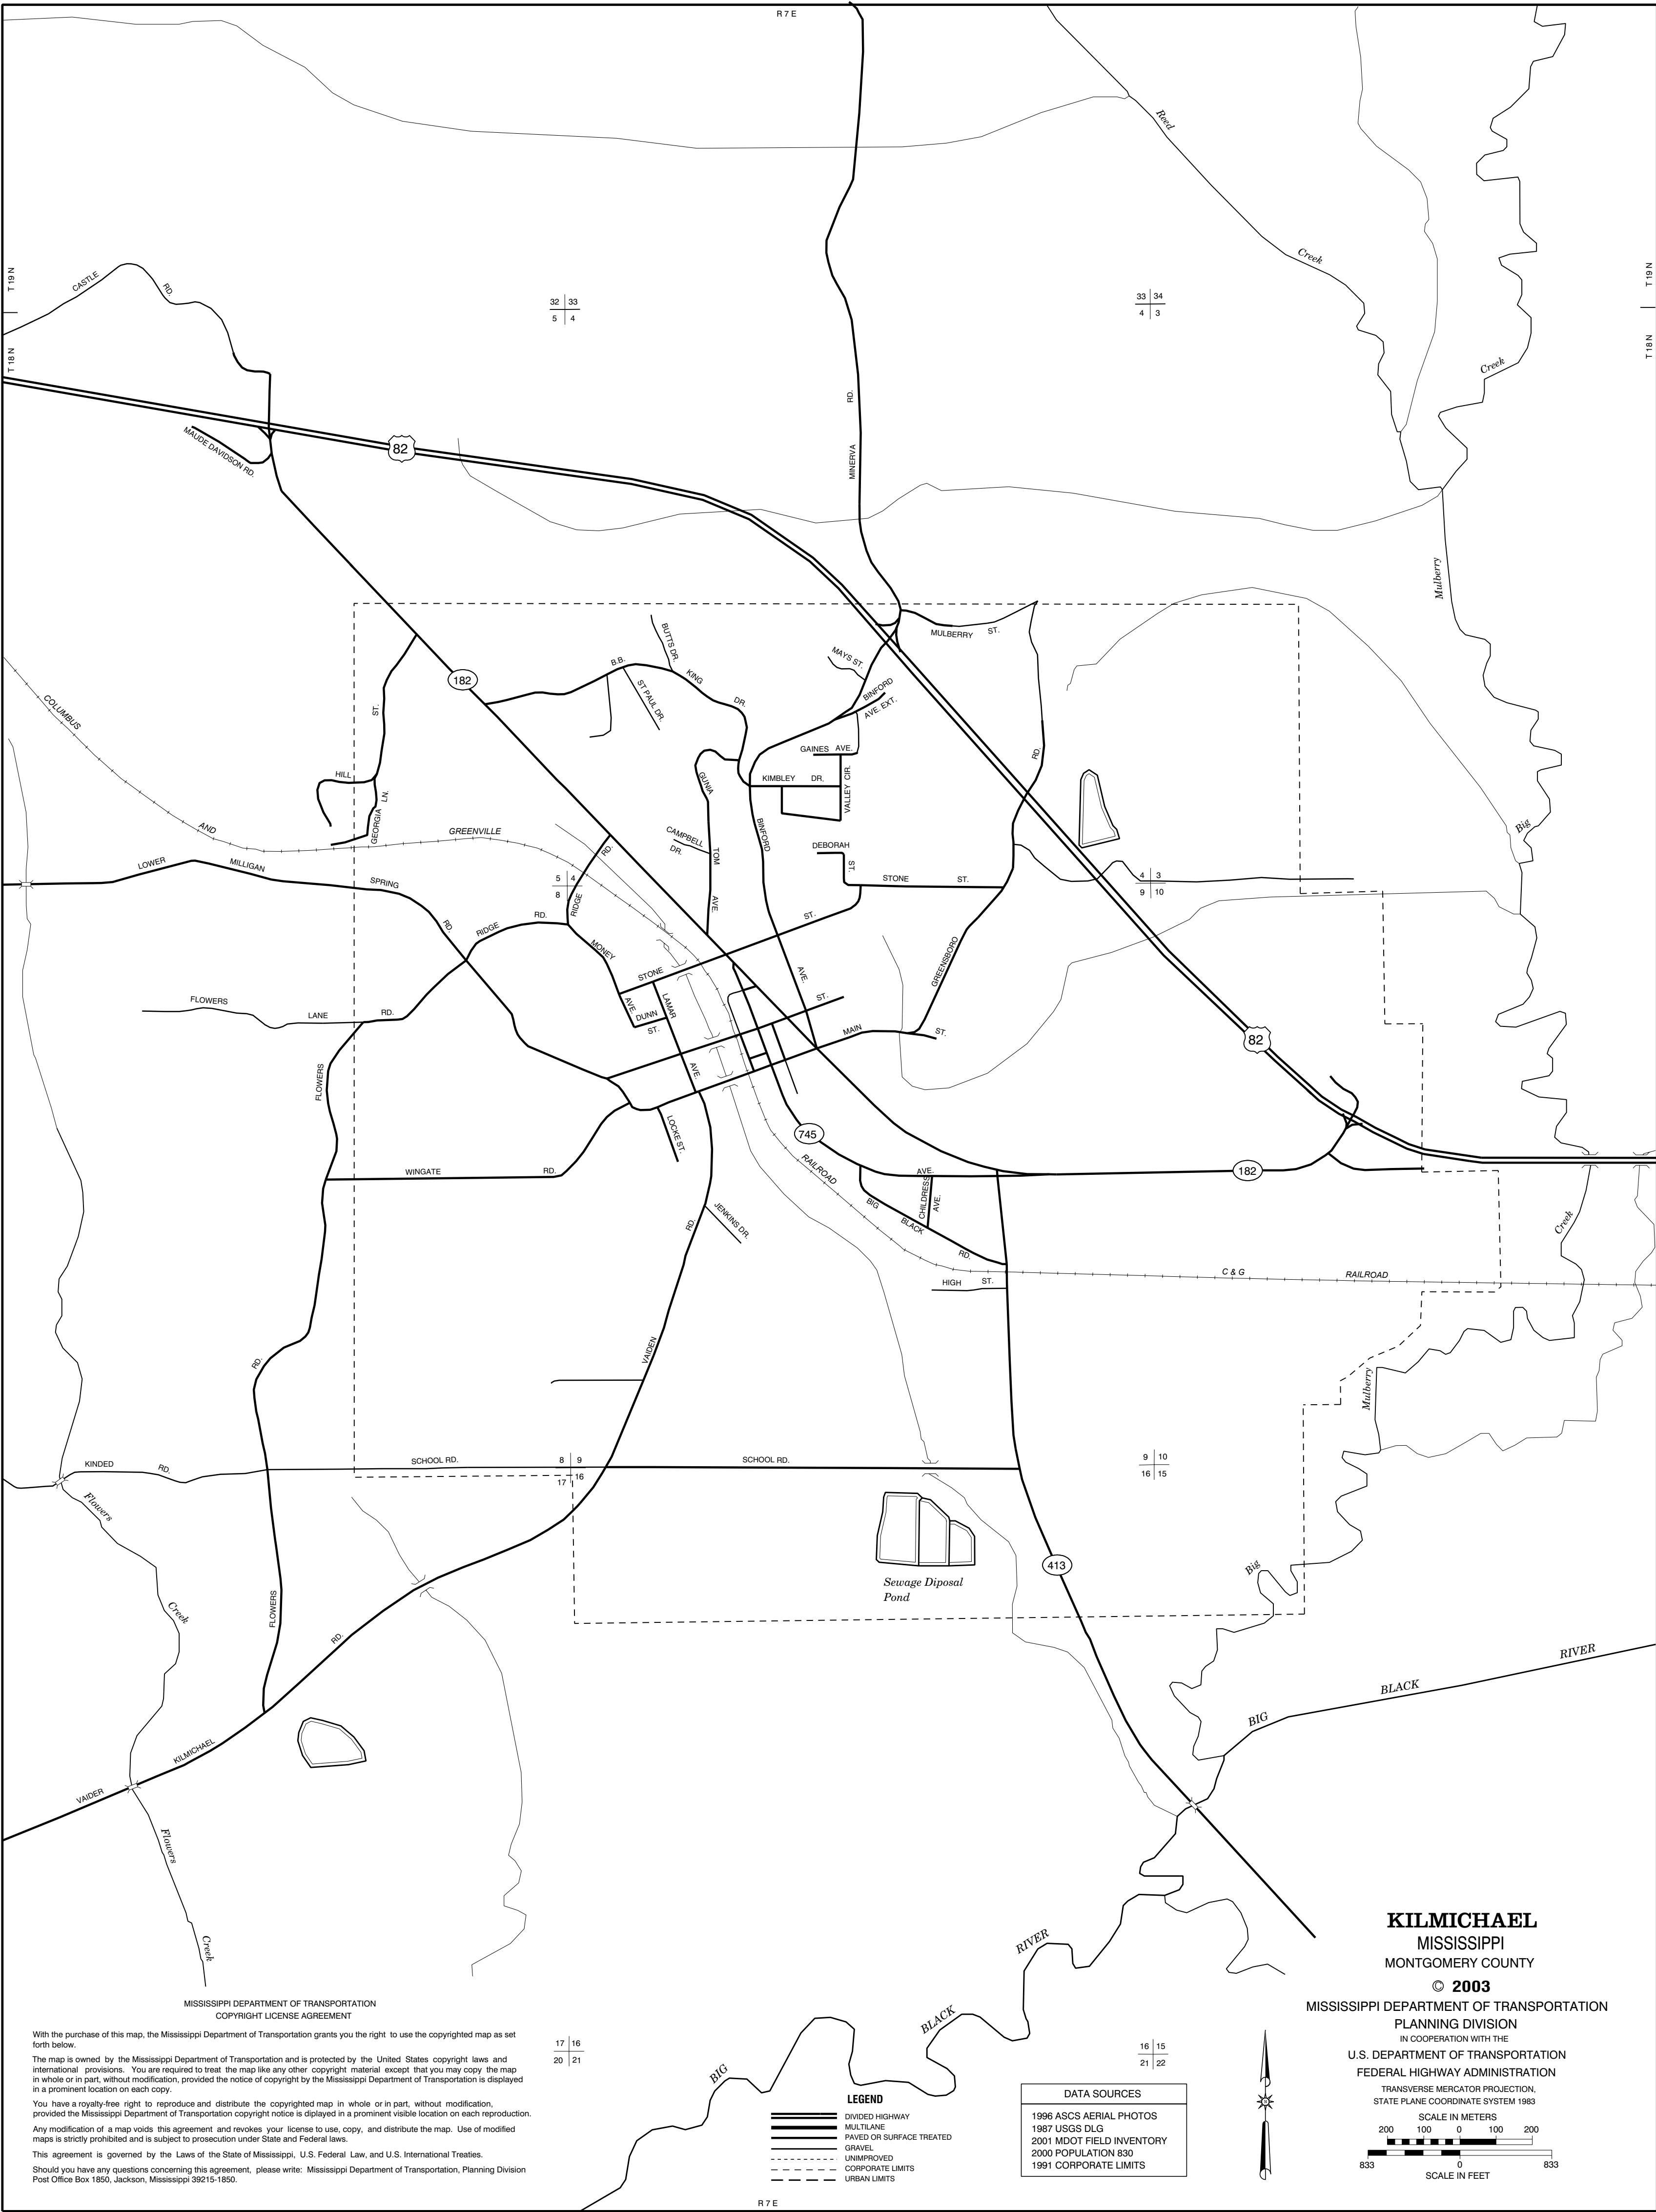 R 7 E
Reed
Creek
T 19 N
T 18 N
T 19 N
T 18 N
CASTLE
RD.
32 33
5 4
33 34
4 3
Creek
MAUDE DAVIDSON RD.
82
RD.
MINERVA
Mulberry
MULBERRY ST.
BUTTS DR.
B.B.
KING
DR.
ST PAUL DR.
MAYS ST.
BINFORD
AVE. EXT.
182
COLUMBUS
ST.
HILL
GEORGIA LN.
GAINES AVE.
KIMBLEY DR.
VALLEY CIR.
GUNIA
RD.
AND
GREENVILLE
CAMPBELL
DR.
TOM
AVE.
BINFORD
DEBORAH
ST.
STONE ST.
Big
LOWER
MILLIGAN
SPRING
RD.
5 4
8
RIDGE
RD.
4 3
9 10
RIDGE
RD.
MONEY
AVE.
STONE
ST.
AVE.
GREENSBORO
FLOWERS
LANE
RD.
LAMAR
AVE.
DUNN
ST.
ST.
MAIN
ST.
82
FLOWERS
LOCKE ST.
745
WINGATE
RD.
RAILROAD
AVE.
182
CHILDRESS
AVE.
BIG
BLACK
RD.
JENKINS DR.
RD.
Creek
HIGH ST.
C & G
RAILROAD
RD.
VAIDEN
Mulberry
KINDED
RD.
SCHOOL RD.
8 9
17 16
SCHOOL RD.
9 10
16 15
Flowers
Creek
Sewage Diposal
Pond
413
Big
FLOWERS
RD.
RIVER
BLACK
BIG
KILMICHAEL
VAIDER
Flowers
Creek
RIVER
BLACK
BIG
17 16
20 21
16 15
21 22
MISSISSIPPI DEPARTMENT OF TRANSPORTATION
COPYRIGHT LICENSE AGREEMENT
With the purchase of this map, the Mississippi Department of Transportation grants you the right to use the copyrighted map as set
forth below.
The map is owned by the Mississippi Department of Transportation and is protected by the United States copyright laws and
international provisions. You are required to treat the map like any other copyright material except that you may copy the map
in whole or in part, without modification, provided the notice of copyright by the Mississippi Department of Transportation is displayed
in a prominent location on each copy.
You have a royalty-free right to reproduce and distribute the copyrighted map in whole or in part, without modification,
provided the Mississippi Department of Transportation copyright notice is diplayed in a prominent visible location on each reproduction.
Any modification of a map voids this agreement and revokes your license to use, copy, and distribute the map. Use of modified
maps is strictly prohibited and is subject to prosecution under State and Federal laws.
This agreement is governed by the Laws of the State of Mississippi, U.S. Federal Law, and U.S. International Treaties.
Should you have any questions concerning this agreement, please write: Mississippi Department of Transportation, Planning Division
Post Office Box 1850, Jackson, Mississippi 39215-1850.
LEGEND
DIVIDED HIGHWAY
MULTILANE
PAVED OR SURFACE TREATED
GRAVEL
UNIMPROVED
CORPORATE LIMITS
URBAN LIMITS
DATA SOURCES
1996 ASCS AERIAL PHOTOS
1987 USGS DLG
2001 MDOT FIELD INVENTORY
2000 POPULATION 830
1991 CORPORATE LIMITS
KILMICHAEL
MISSISSIPPI
MONTGOMERY COUNTY
© 2003
MISSISSIPPI DEPARTMENT OF TRANSPORTATION
PLANNING DIVISION
IN COOPERATION WITH THE
U.S. DEPARTMENT OF TRANSPORTATION
FEDERAL HIGHWAY ADMINISTRATION
TRANSVERSE MERCATOR PROJECTION,
STATE PLANE COORDINATE SYSTEM 1983
SCALE IN METERS
200 100 0 100 200
833 0 833
SCALE IN FEET
R 7 E